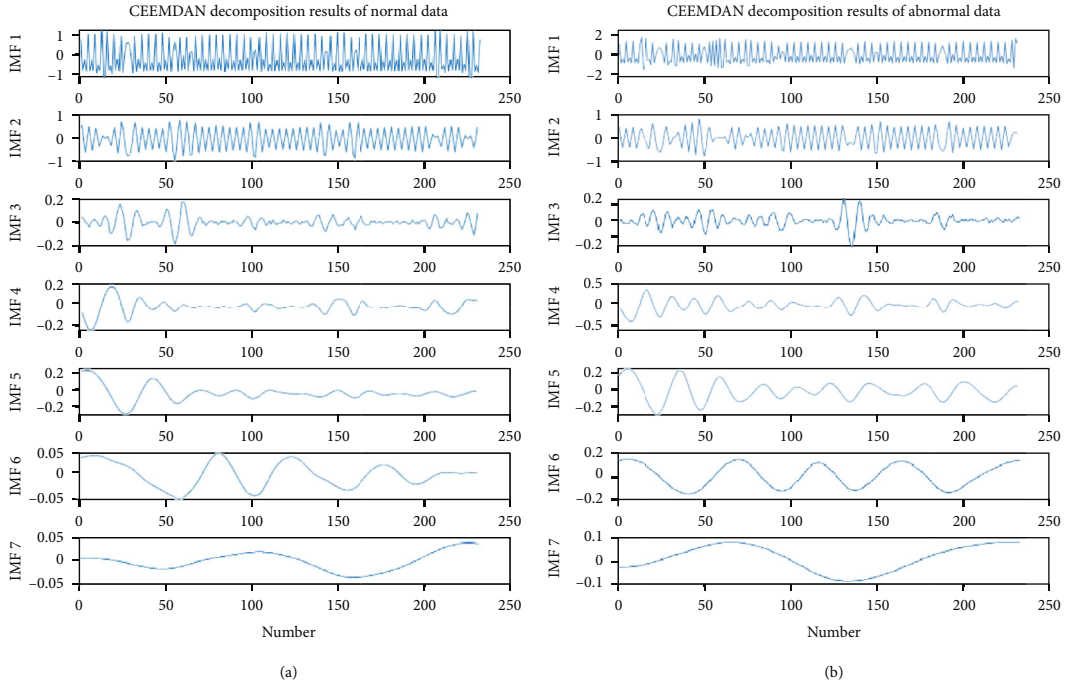 CEEMDAN decomposition results of normal data
IMF 1
1
0
−1
0 50 100 150 200 250
IMF 2
1
0
−1
0 50 100 150 200 250
IMF 3
0.2
0
−0.2
0 50 100 150 200 250
IMF 4
0.2
0
−0.2
0 50 100 150 200 250
IMF 5
0.2
0
−0.2
0 50 100 150 200 250
IMF 6
0.05
0
−0.05
0 50 100 150 200 250
IMF 7
0.05
0
−0.05
0 50 100 150 200 250
Number
(a)
CEEMDAN decomposition results of abnormal data
IMF 1
2
0
−2
0 50 100 150 200 250
IMF 2
1
0
−1
0 50 100 150 200 250
IMF 3
0.2
0
−0.2
0 50 100 150 200 250
IMF 4
0.5
0
−0.5
0 50 100 150 200 250
IMF 5
0.2
0
−0.2
0 50 100 150 200 250
IMF 6
0.2
0
−0.2
0 50 100 150 200 250
IMF 7
0.1
0
−0.1
0 50 100 150 200 250
Number
(b)